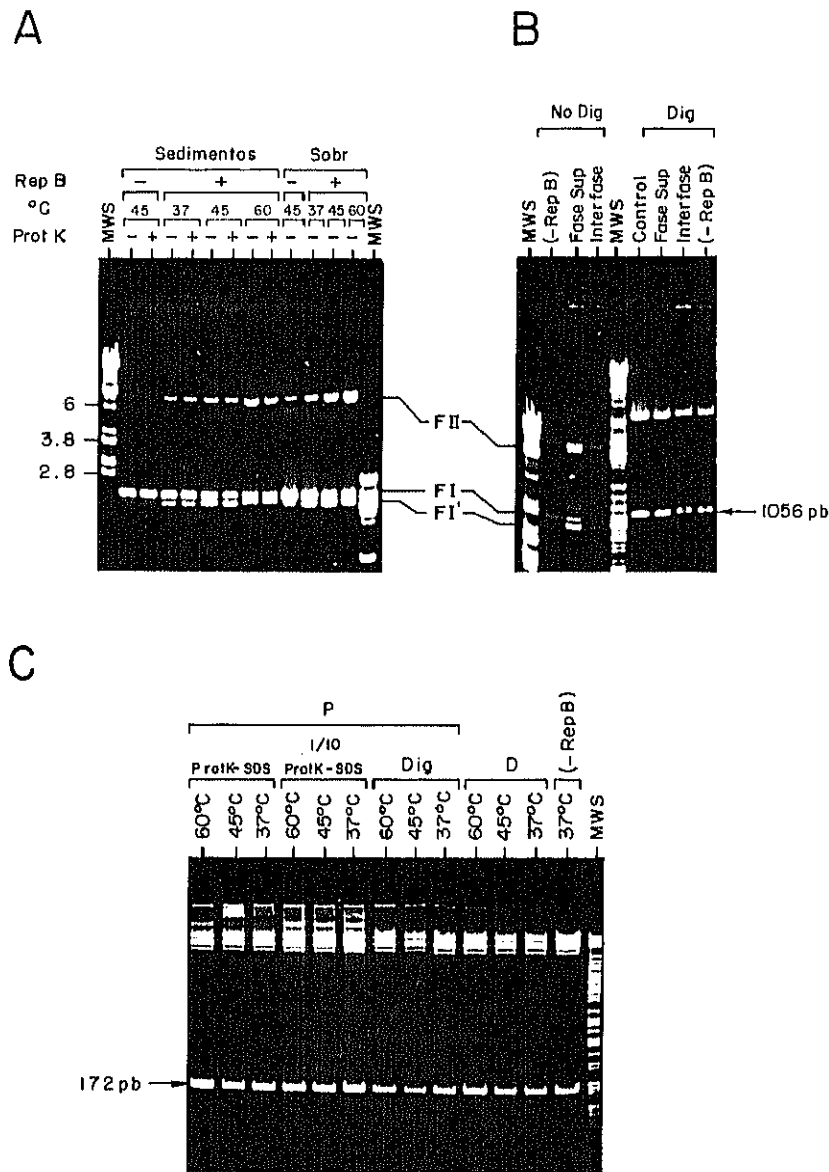 A
Sedimentos Sobr
Rep B − + − +
°C 45 37 45 60 45 37 45 60
Prot K − + − + − + − + − − − −
MWS MWS
6
3.8
2.8
FII
FI
FI'
B
No Dig Dig
MWS (-Rep B) Fase Sup Interfase MWS Control Fase Sup Interfase (-Rep B)
1056 pb
C
P
1/10
ProtK-SDS ProtK-SDS Dig D (-Rep B)
60°C 45°C 37°C 60°C 45°C 37°C 60°C 45°C 37°C 60°C 45°C 37°C 37°C MWS
172 pb